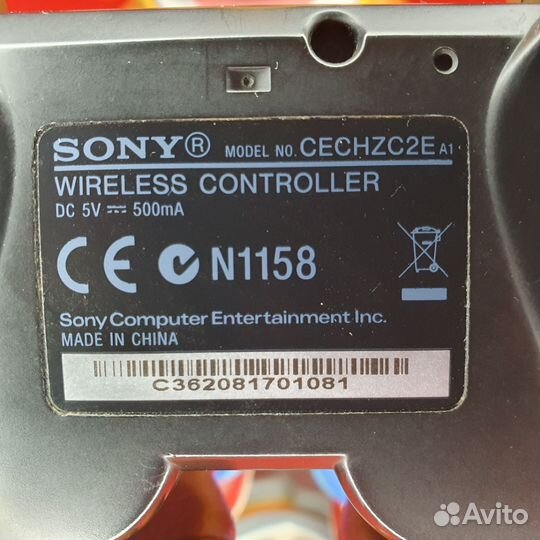 SONY® MODEL NO. CECHZC2E A1
WIRELESS CONTROLLER
DC 5V ⎓ 500mA
CE N1158
Sony Computer Entertainment Inc.
MADE IN CHINA
C362081701081
Avito